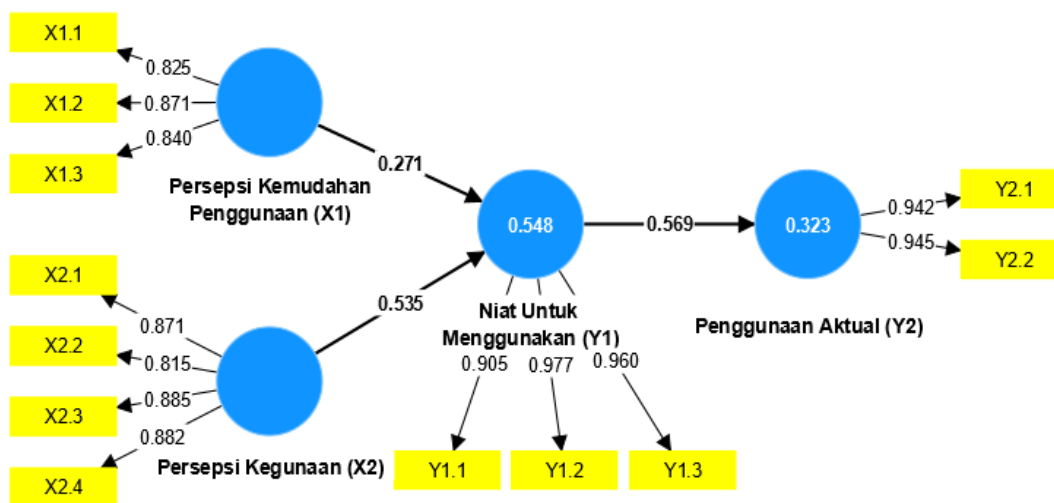 X1.1
0.825
X1.2
0.871
X1.3
0.840
Persepsi Kemudahan
Penggunaan (X1)
0.271
X2.1
0.871
X2.2
0.815
X2.3
0.885
X2.4
0.882
Persepsi Kegunaan (X2)
0.535
0.548
Niat Untuk
Menggunakan (Y1)
0.905
0.977
0.960
Y1.1
Y1.2
Y1.3
0.569
0.323
Penggunaan Aktual (Y2)
0.942
Y2.1
0.945
Y2.2